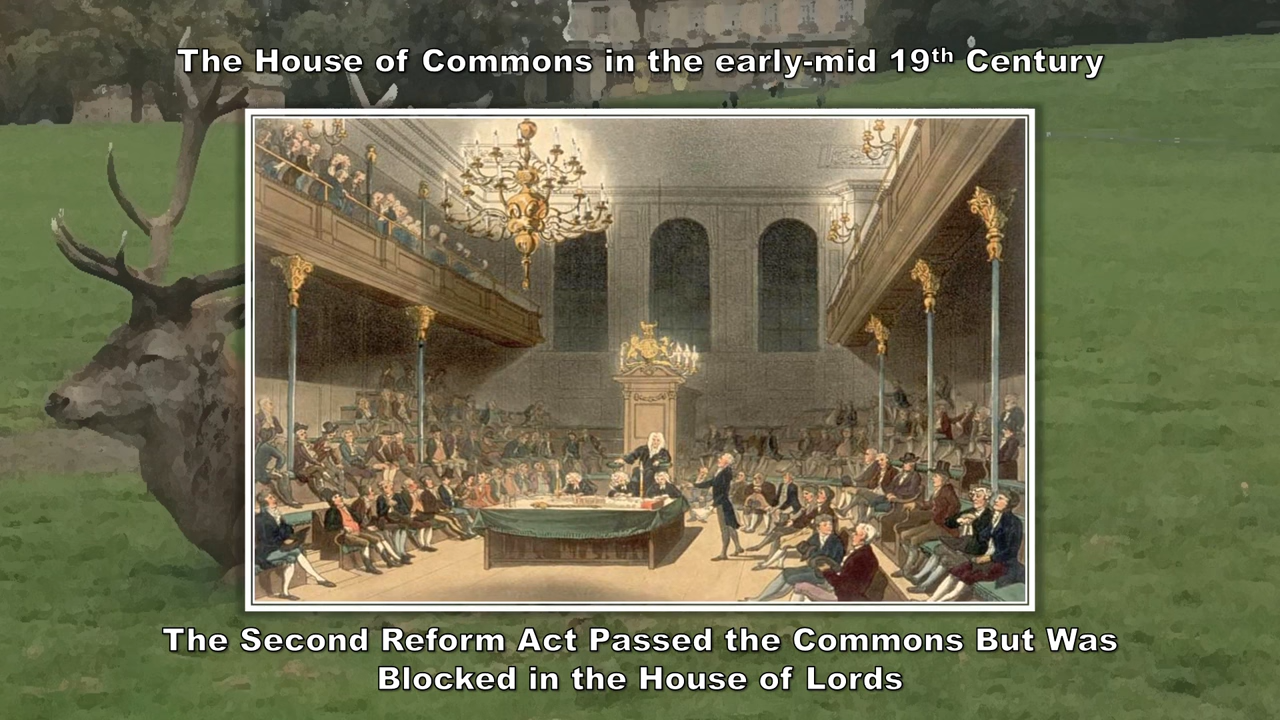 The House of Commons in the early-mid 19th Century
The Second Reform Act Passed the Commons But Was
Blocked in the House of Lords